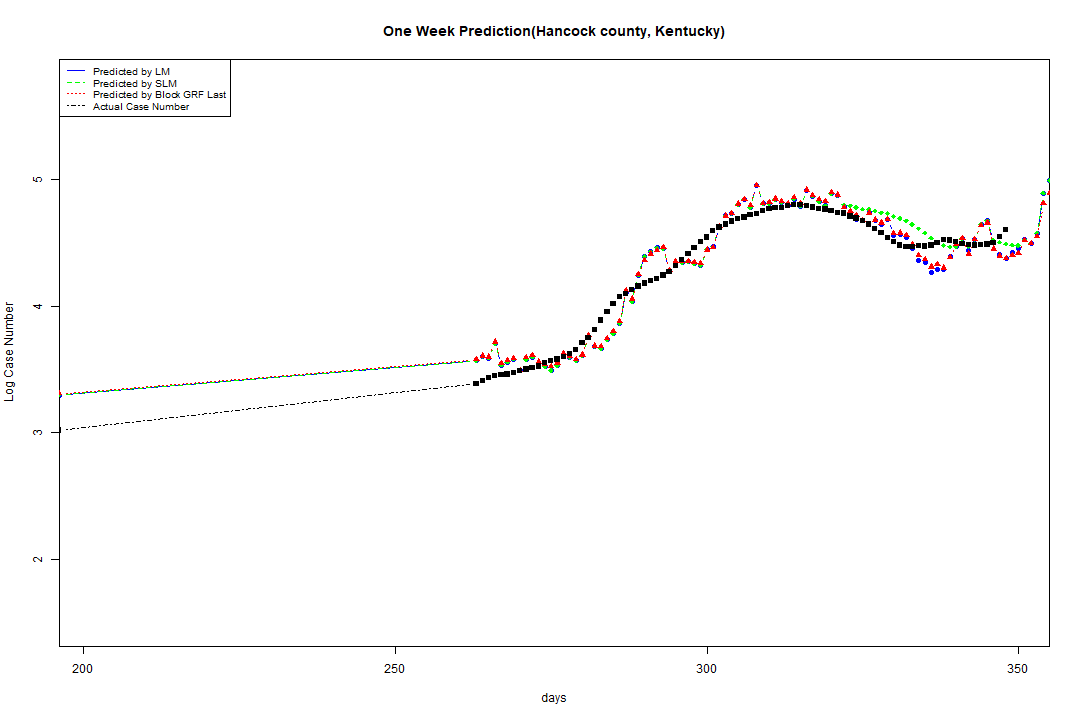 One Week Prediction(Hancock county, Kentucky)
Predicted by LM
Predicted by SLM
Predicted by Block GRF Last
Actual Case Number
5
4
3
2
Log Case Number
200
250
300
350
days